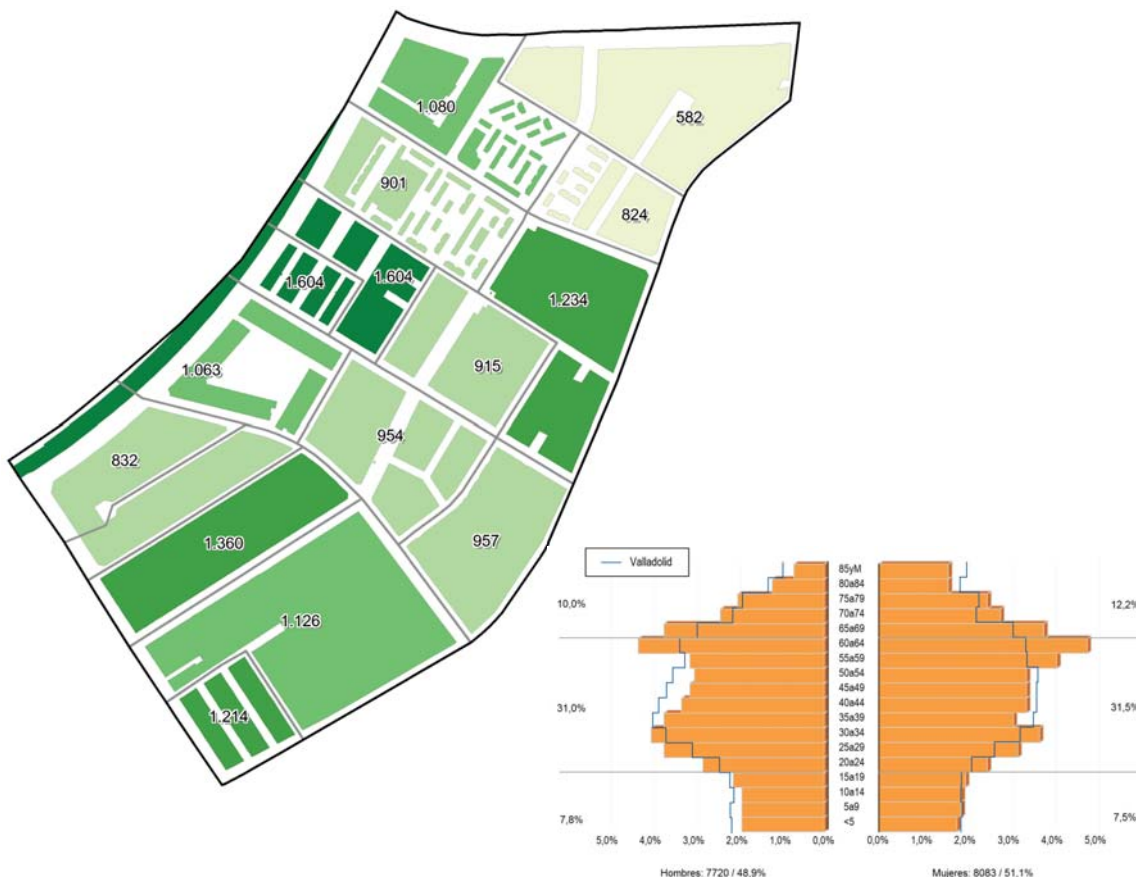 1.080
582
901
824
1.604
1.604
1.234
1.063
915
954
832
957
1.360
1.126
1.214
Valladolid
85yM
80a84
75a79
70a74
65a69
60a64
55a59
50a54
45a49
40a44
35a39
30a34
25a29
20a24
15a19
10a14
5a9
<5
10,0%
12,2%
31,0%
31,5%
7,8%
7,5%
5,0% 4,0% 3,0% 2,0% 1,0% 0,0% 0,0% 1,0% 2,0% 3,0% 4,0% 5,0%
Hombres: 7720 / 48,9% Mujeres: 8083 / 51,1%